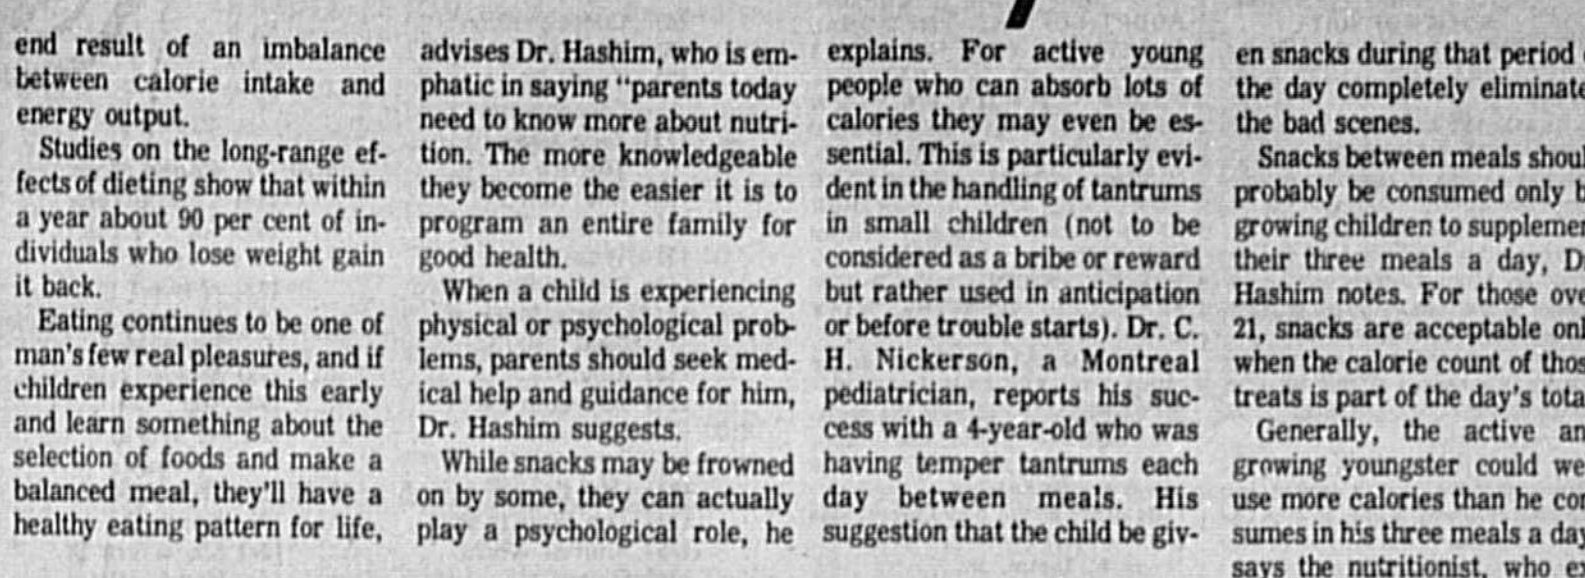 end result of an imbalance
between calorie intake and
energy output.
Studies on the long-range ef-
fects of dieting show that within
a year about 90 per cent of in-
dividuals who lose weight gain
it back.
Eating continues to be one of
man's few real pleasures, and if
children experience this early
and learn something about the
selection of foods and make a
balanced meal, they'll have a
healthy eating pattern for life,
advises Dr. Hashim, who is em-
phatic in saying "parents today
need to know more about nutri-
tion. The more knowledgeable
they become the easier it is to
program an entire family for
good health.
When a child is experiencing
physical or psychological prob-
lems, parents should seek med-
ical help and guidance for him,
Dr. Hashim suggests.
While snacks may be frowned
on by some, they can actually
play a psychological role, he
explains. For active young
people who can absorb lots of
calories they may even be es-
sential. This is particularly evi-
dent in the handling of tantrums
in small children (not to be
considered as a bribe or reward
but rather used in anticipation
or before trouble starts). Dr. C.
H. Nickerson, a Montreal
pediatrician, reports his suc-
cess with a 4-year-old who was
having temper tantrums each
day between meals. His
suggestion that the child be giv-
en snacks during that period
the day completely eliminate
the bad scenes.
Snacks between meals shoul
probably be consumed only b
growing children to supplemen
their three meals a day, D
Hashim notes. For those ove
21, snacks are acceptable onl
when the calorie count of thos
treats is part of the day's tota
Generally, the active an
growing youngster could we
use more calories than he con
sumes in his three meals a day
says the nutritionist, who ex